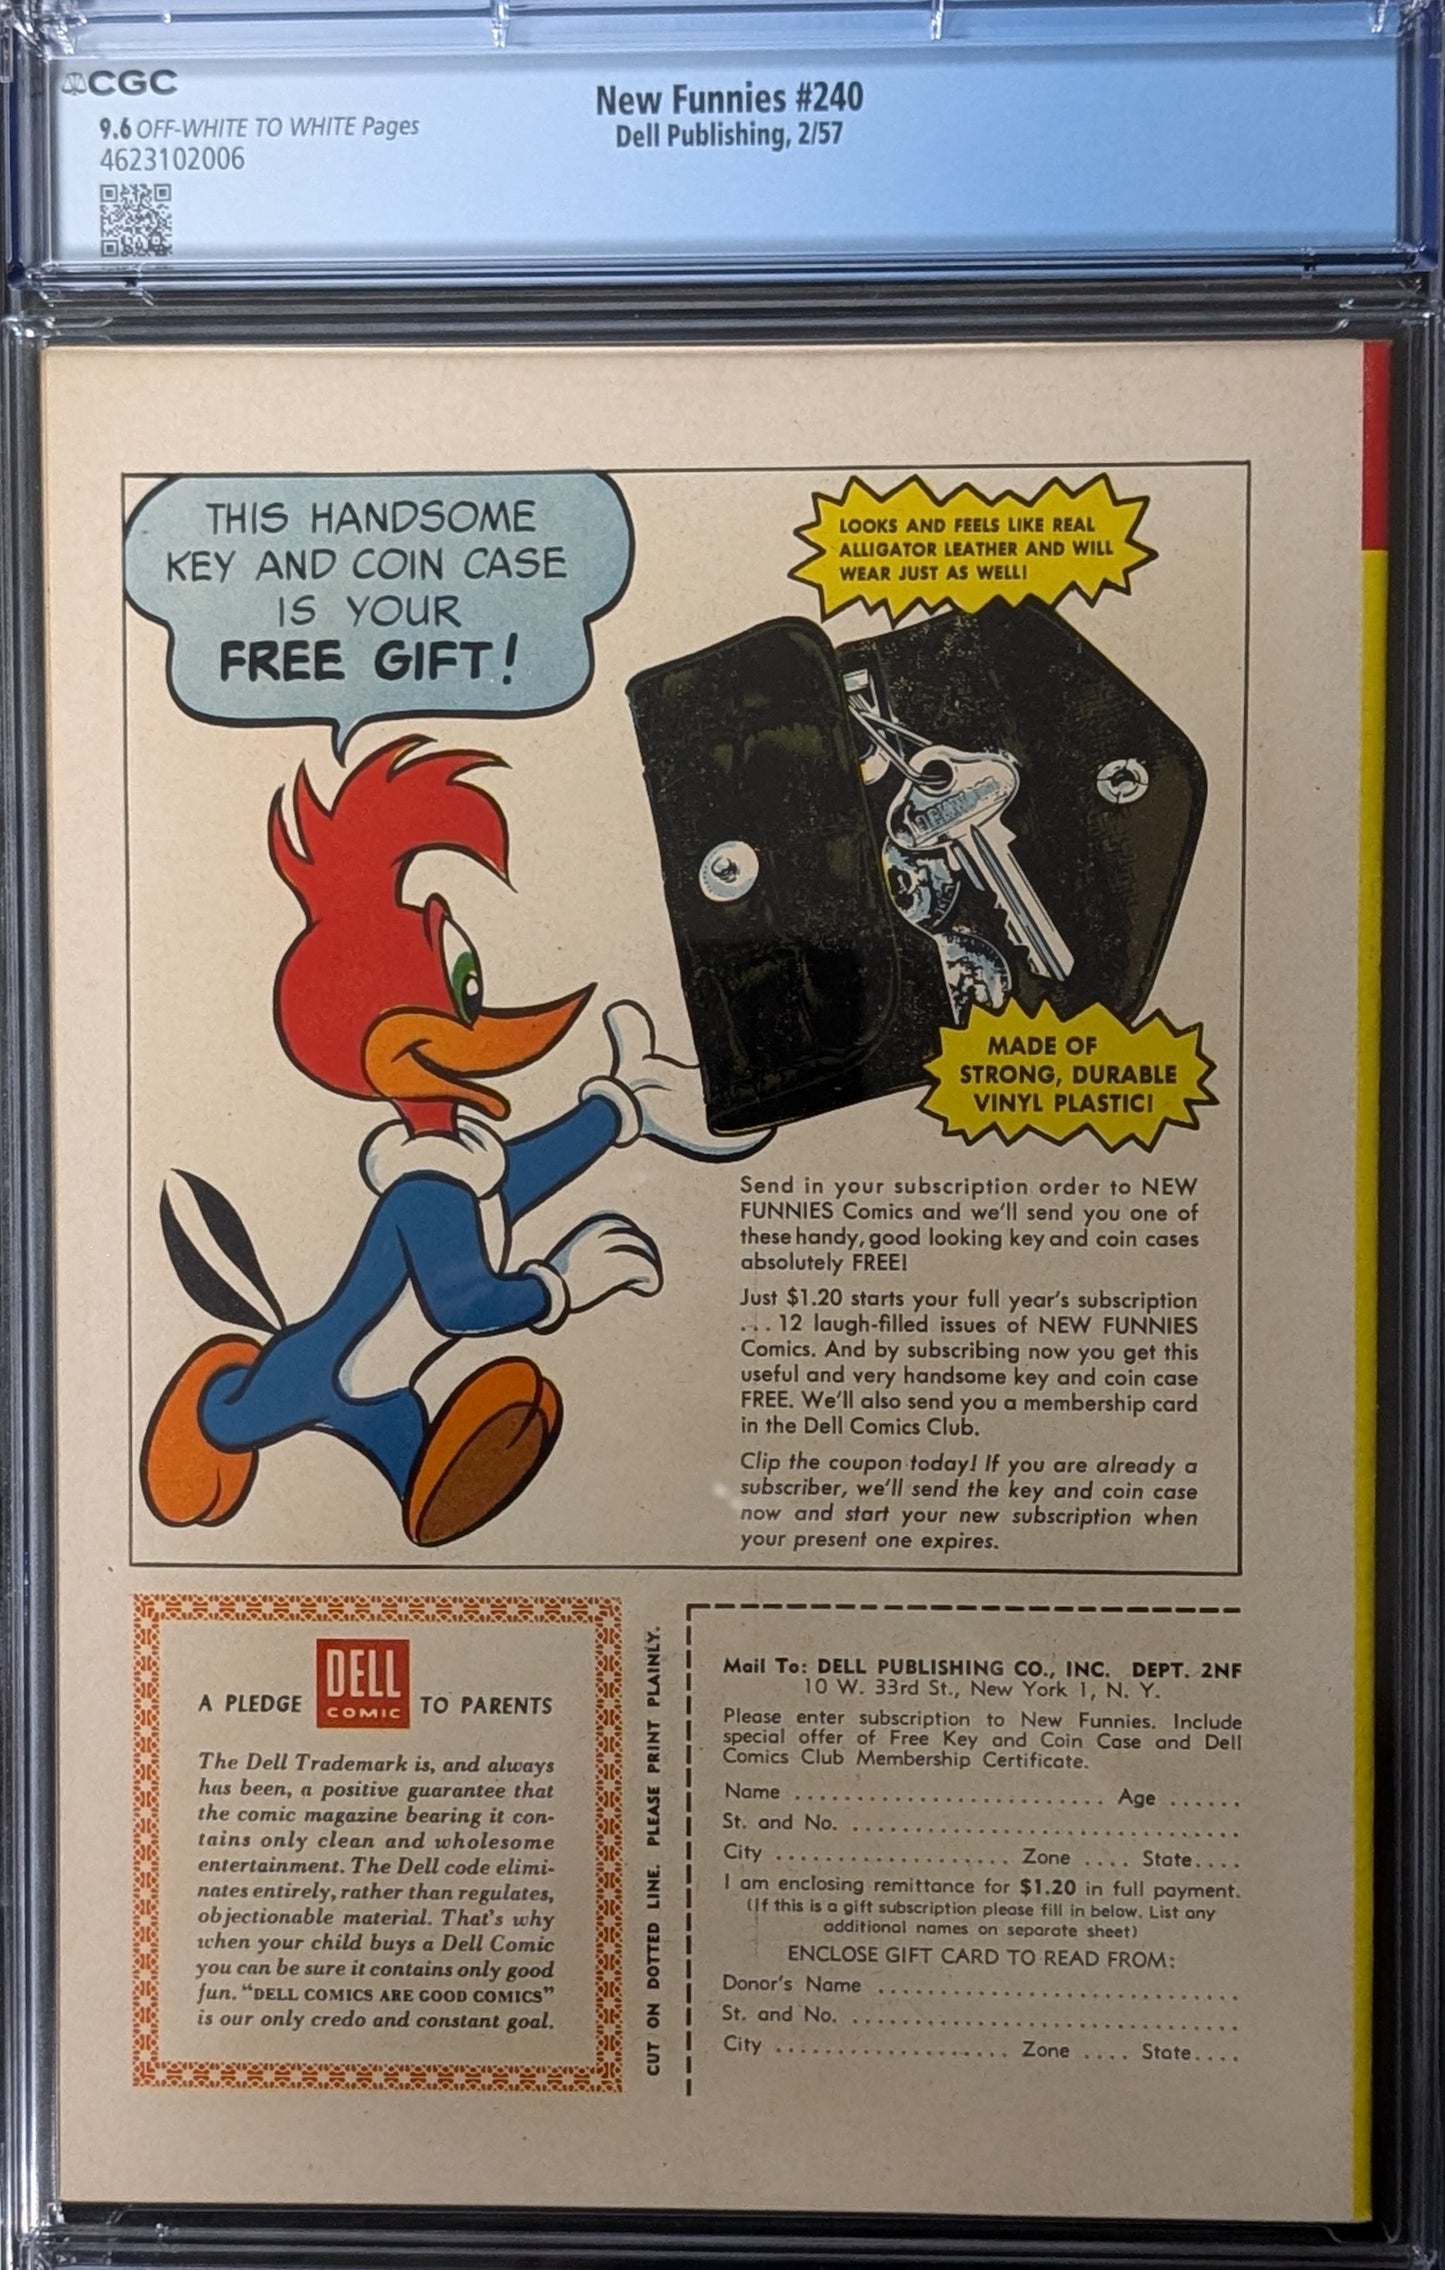 CGC
9.6 OFF-WHITE TO WHITE Pages
4623102006
New Funnies #240
Dell Publishing, 2/57
THIS HANDSOME
KEY AND COIN CASE
IS YOUR
FREE GIFT!
LOOKS AND FEELS LIKE REAL
ALLIGATOR LEATHER AND WILL
WEAR JUST AS WELL!
MADE OF
STRONG, DURABLE
VINYL PLASTIC!
Send in your subscription order to NEW
FUNNIES Comics and we'll send you one of
these handy, good looking key and coin cases
absolutely FREE!
Just $1.20 starts your full year's subscription
... 12 laugh-filled issues of NEW FUNNIES
Comics. And by subscribing now you get this
useful and very handsome key and coin case
FREE. We'll also send you a membership card
in the Dell Comics Club.
Clip the coupon today! If you are already a
subscriber, we'll send the key and coin case
now and start your new subscription when
your present one expires.
A PLEDGE DELL COMIC TO PARENTS
The Dell Trademark is, and always
has been, a positive guarantee that
the comic magazine bearing it con-
tains only clean and wholesome
entertainment. The Dell code elimi-
nates entirely, rather than regulates,
objectionable material. That's why
when your child buys a Dell Comic
you can be sure it contains only good
fun. "DELL COMICS ARE GOOD COMICS"
is our only credo and constant goal.
CUT ON DOTTED LINE. PLEASE PRINT PLAINLY.
Mail To: DELL PUBLISHING CO., INC. DEPT. 2NF
10 W. 33rd St., New York 1, N. Y.
Please enter subscription to New Funnies. Include
special offer of Free Key and Coin Case and Dell
Comics Club Membership Certificate.
Name .......................... Age ......
St. and No. .................................
City .................... Zone .... State....
I am enclosing remittance for $1.20 in full payment.
(If this is a gift subscription please fill in below. List any
additional names on separate sheet)
ENCLOSE GIFT CARD TO READ FROM:
Donor's Name ..............................
St. and No. .................................
City .................... Zone .... State....